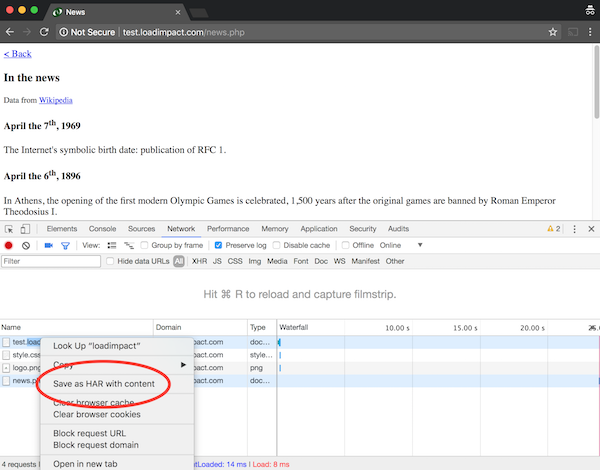 News
Not Secure | test.loadimpact.com/news.php
< Back
In the news
Data from Wikipedia
April the 7th, 1969
The Internet's symbolic birth date: publication of RFC 1.
April the 6th, 1896
In Athens, the opening of the first modern Olympic Games is celebrated, 1,500 years after the original games are banned by Roman Emperor
Theodosius I.
Elements Console Sources Network Performance Memory Application Security Audits 2
View: Group by frame Preserve log Disable cache Offline Online
Filter Hide data URLs All XHR JS CSS Img Media Font Doc WS Manifest Other
Hit ⌘ R to reload and capture filmstrip.
Name Domain Type Waterfall 10.00 s 15.00 s 20.00 s
test.load impact.com doc...
style.css pact.com style...
logo.png pact.com png
news.p pact.com doc...
Look Up “loadimpact”
Copy
Save as HAR with content
Clear browser cache
Clear browser cookies
Block request URL
Block request domain
Open in new tab
4 requests | ntLoaded: 14 ms | Load: 8 ms